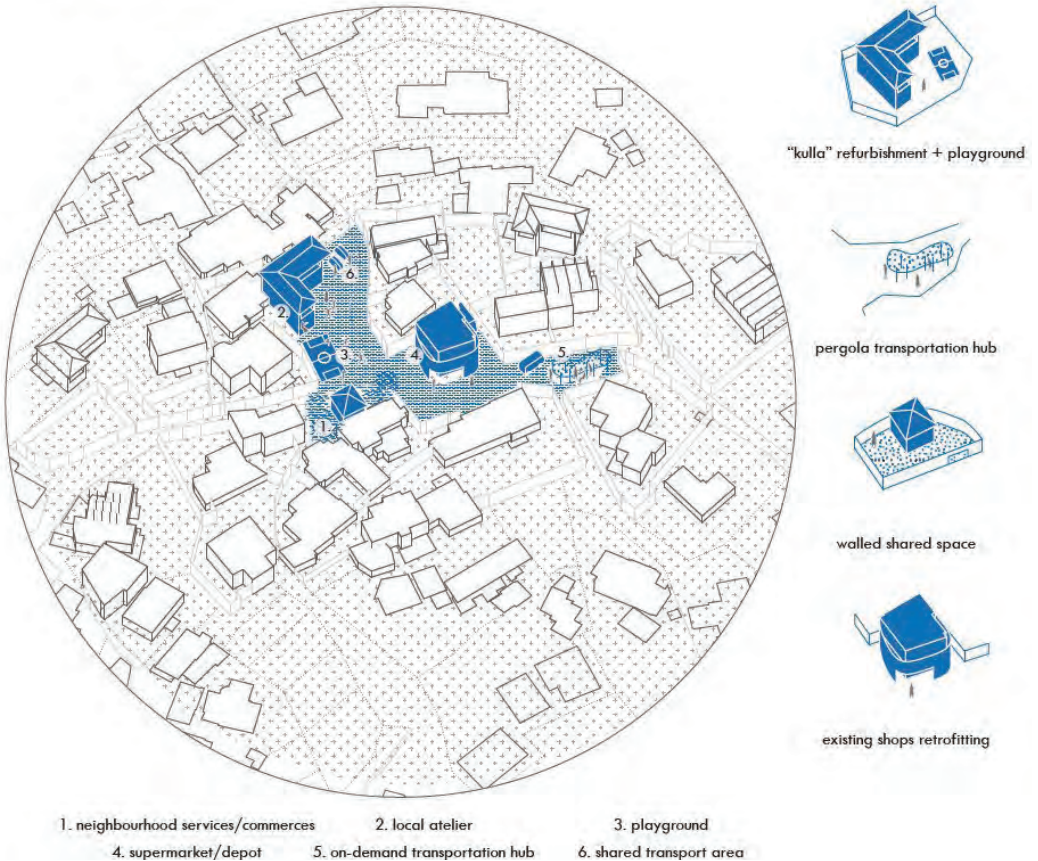 "kulla" refurbishment + playground
6.
2.
3.
4.
5.
1.
pergola transportation hub
walled shared space
existing shops retrofitting
1. neighbourhood services/commerces 2. local atelier 3. playground
4. supermarket/depot 5. on-demand transportation hub 6. shared transport area